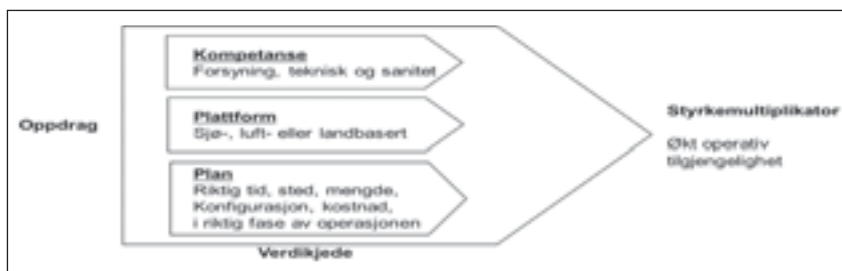 Kompetanse
Forsyning, teknisk og sanitet
Oppdrag
Plattform
Sjø-, luft- eller landbasert
Plan
Riktig tid, sted, mengde,
Konfigurasjon, kostnad,
i riktig fase av operasjonen
Verdikjede
Styrkemultiplikator
Økt operativ
tilgjengelighet